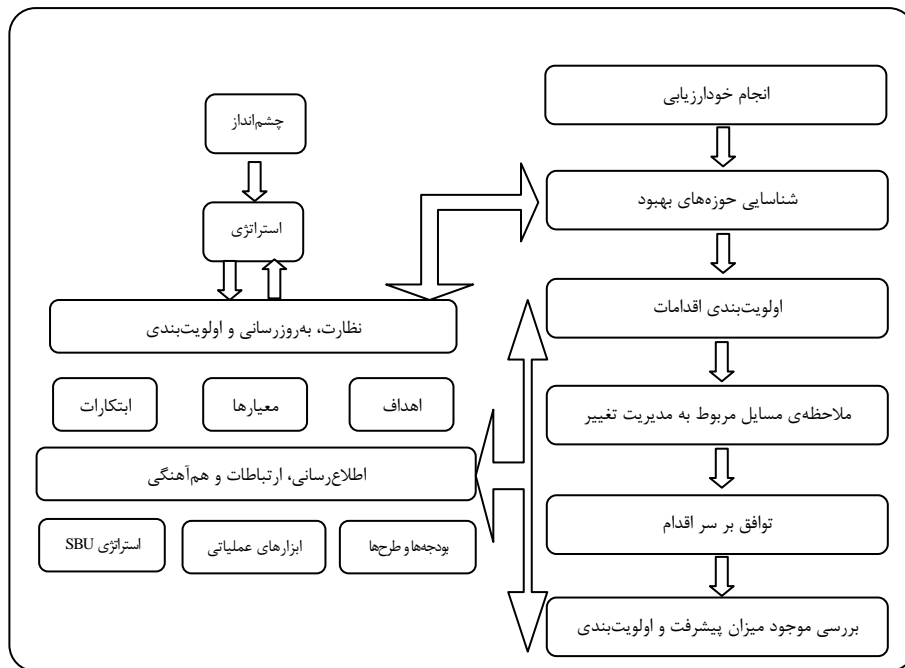 انجام خودارزیابی
شناسایی حوزه‌های بهبود
اولویت‌بندی اقدامات
ملاحظه‌ی مسایل مربوط به مدیریت تغییر
توافق بر سر اقدام
بررسی موجود میزان پیشرفت و اولویت‌بندی
چشم‌انداز
استراتژی
نظارت، به‌روزرسانی و اولویت‌بندی
اهداف
معیارها
ابتکارات
اطلاع‌رسانی، ارتباطات و هم‌آهنگی
بودجه‌ها و طرح‌ها
ابزارهای عملیاتی
استراتژی SBU